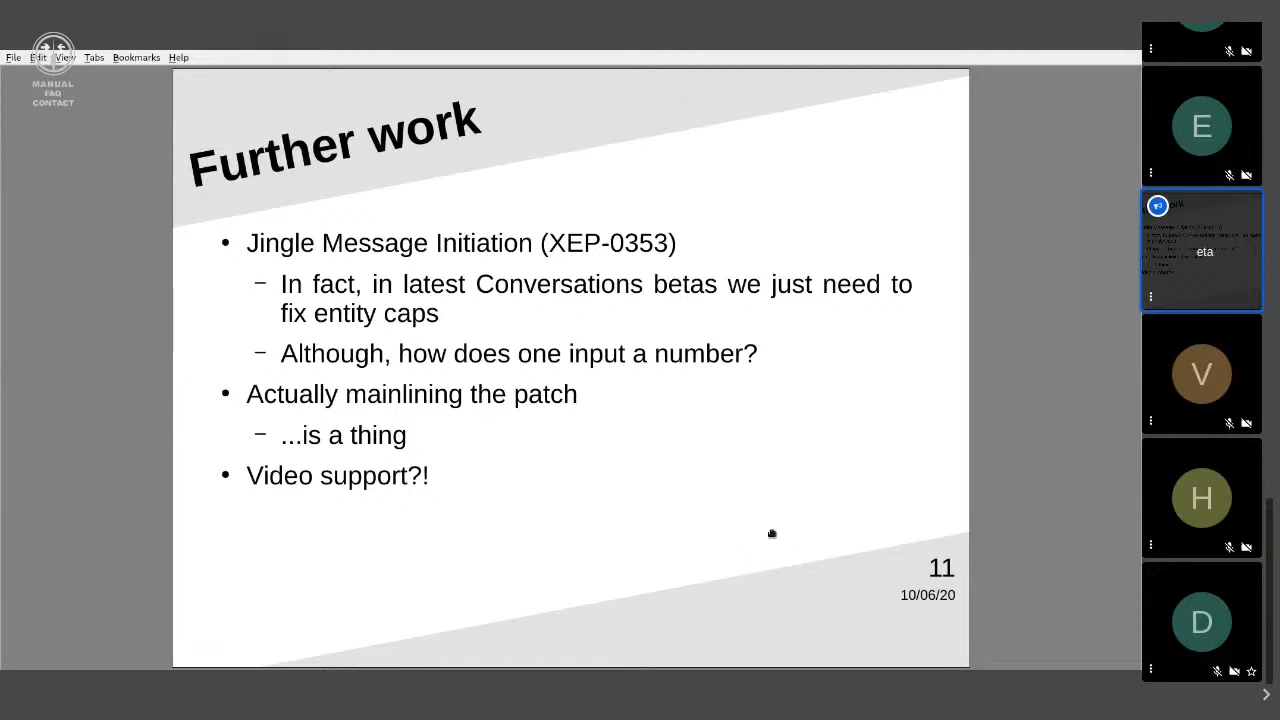 MANUAL
FAQ
CONTACT
File Edit View Tabs Bookmarks Help
Further work
• Jingle Message Initiation (XEP-0353)
– In fact, in latest Conversations betas we just need to
fix entity caps
– Although, how does one input a number?
• Actually mainlining the patch
– ...is a thing
• Video support?!
11
10/06/20
E
eta
V
H
D